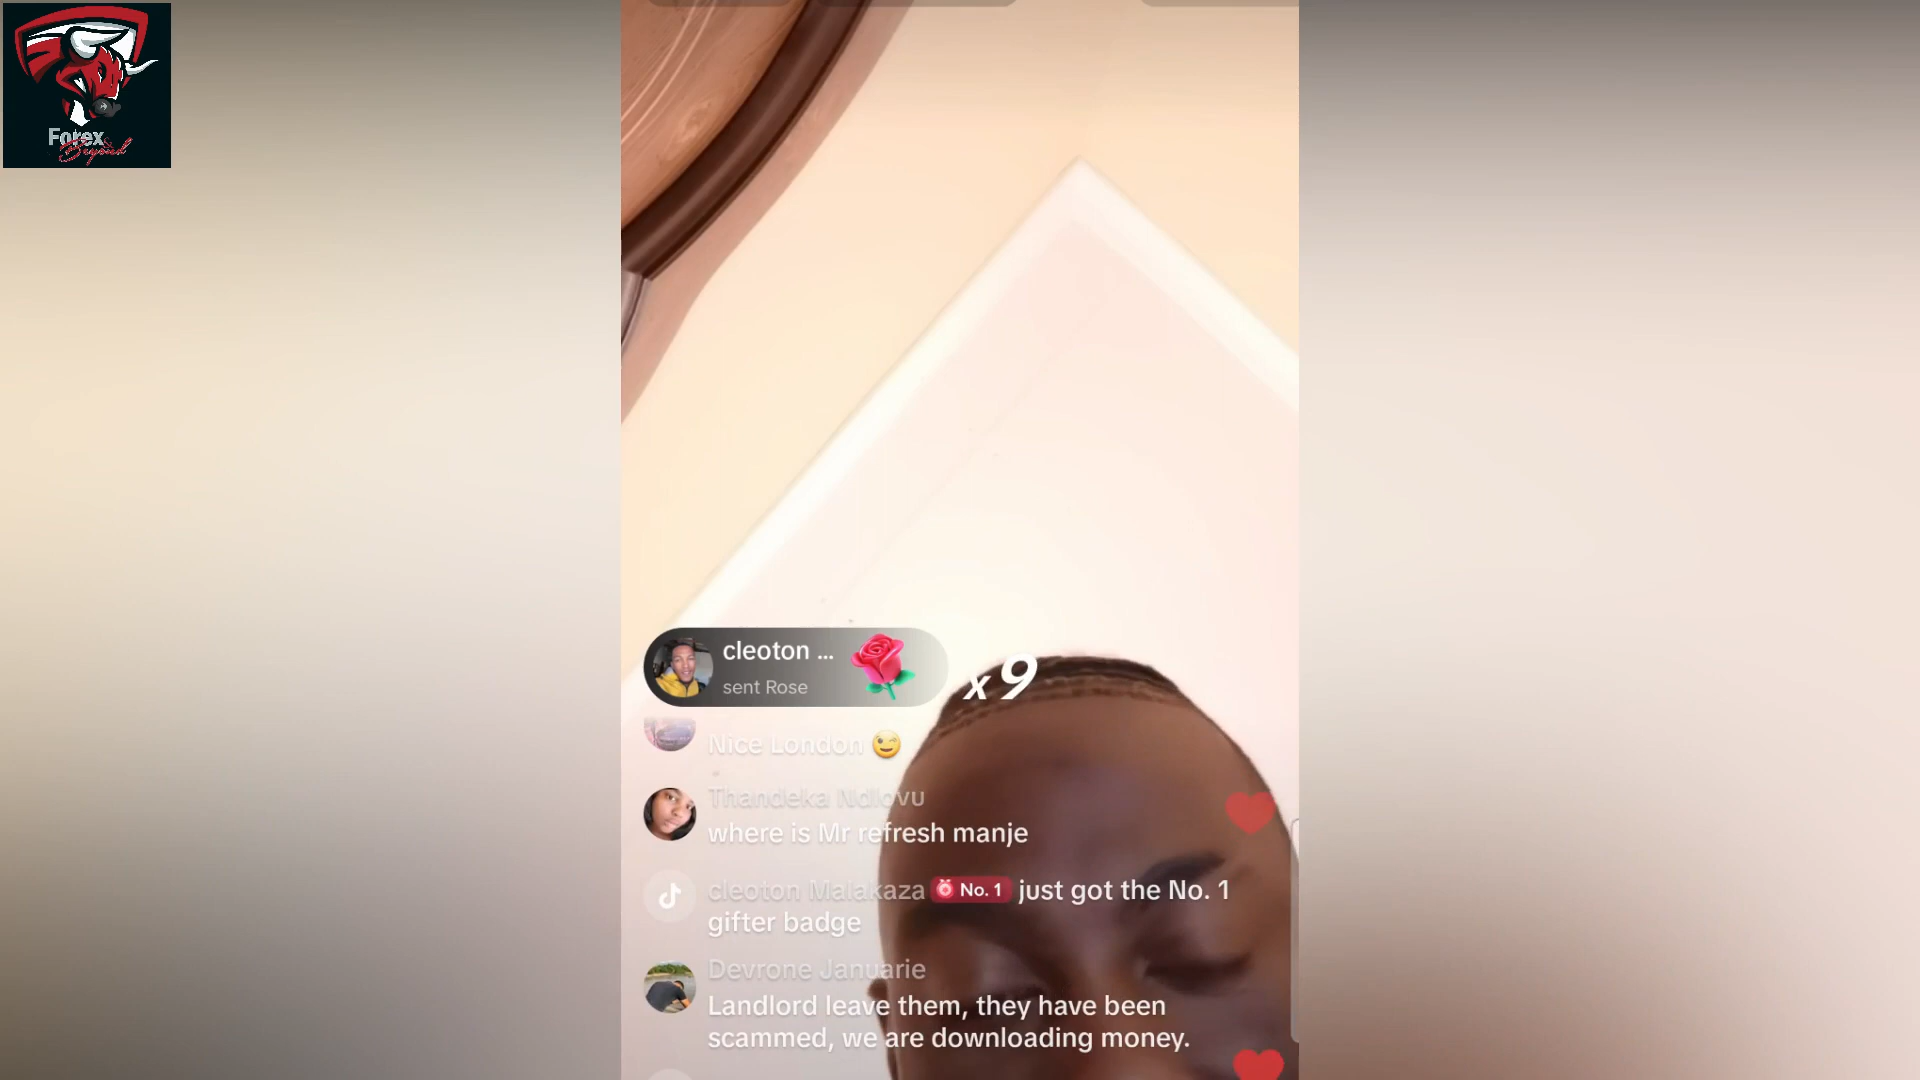 Forex
Beyond
cleoton ...
sent Rose
x9
Nice London 😉
Thandeka Ndlovu
where is Mr refresh manje
cleoton Malakaza No. 1 just got the No. 1
gifter badge
Devrone Januarie
Landlord leave them, they have been
scammed, we are downloading money.